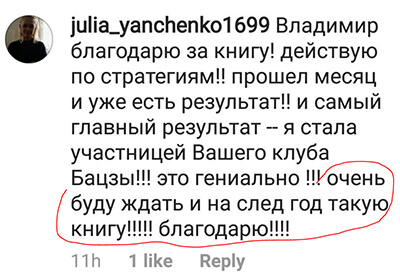 julia_yanchenko1699 Владимир
благодарю за книгу! действую
по стратегиям!! прошел месяц
и уже есть результат!! и самый
главный результат -- я стала
участницей Вашего клуба
Бацзы!!! это гениально !!! очень
буду ждать и на след год такую
книгу!!!!! благодарю!!!!
11h 1 like Reply